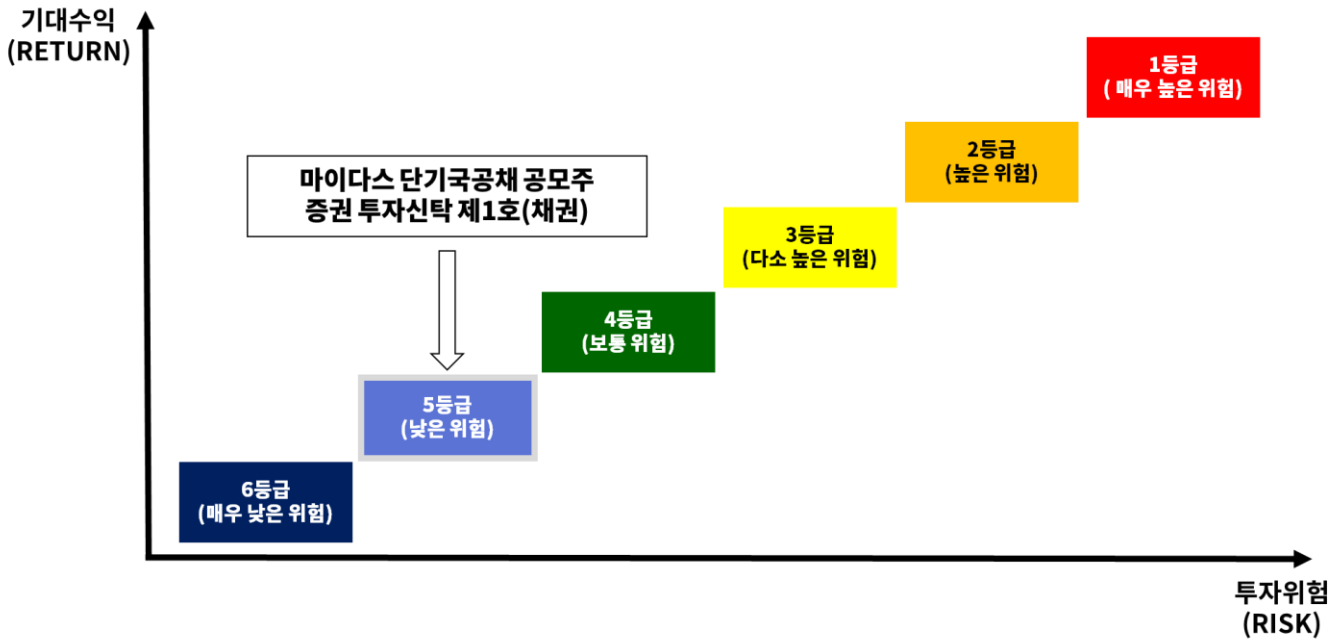 기대수익
(RETURN)
1등급
( 매우 높은 위험)
2등급
(높은 위험)
마이다스 단기국공채 공모주
증권 투자신탁 제1호(채권)
3등급
(다소 높은 위험)
4등급
(보통 위험)
5등급
(낮은 위험)
6등급
(매우 낮은 위험)
투자위험
(RISK)